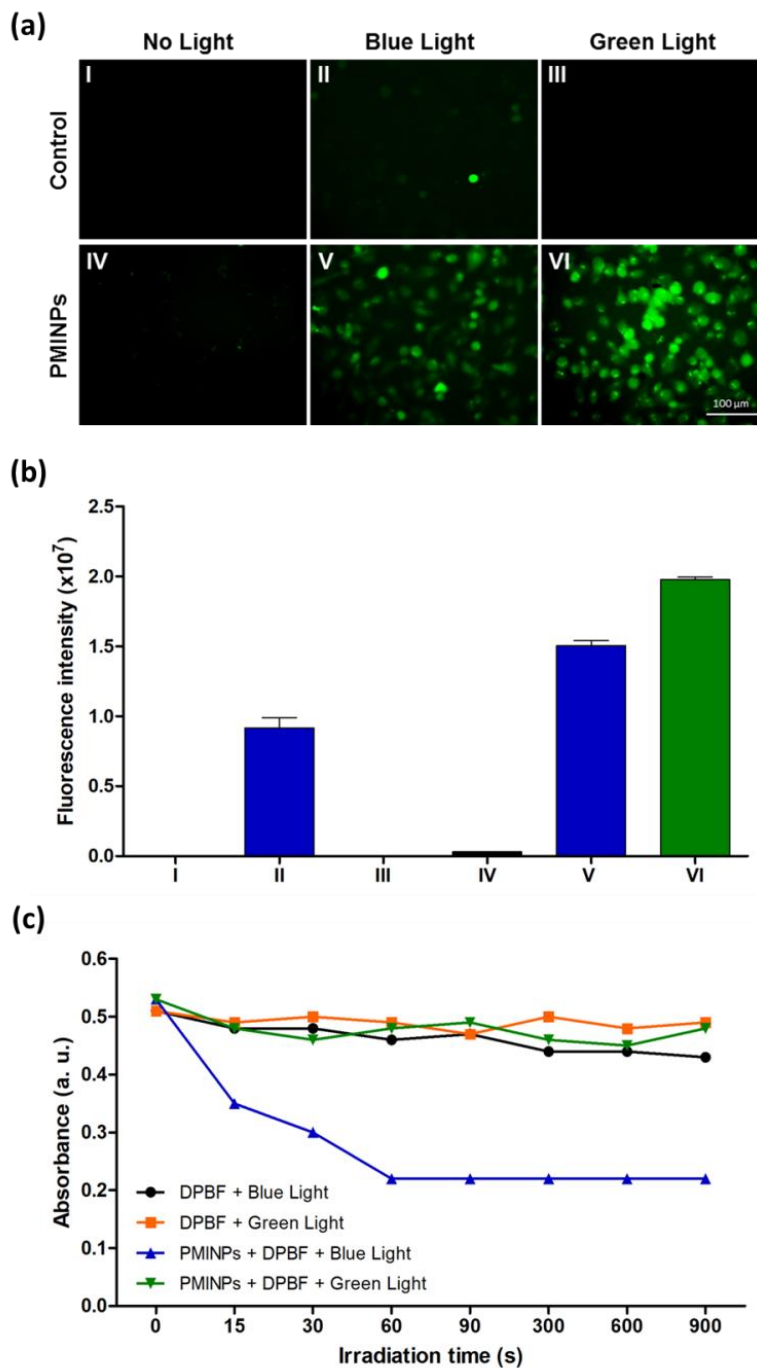 (a)
No Light Blue Light Green Light
Control
I II III
PMINPs
IV V VI
100 µm
(b)
Fluorescence intensity (x10⁷)
2.5
2.0
1.5
1.0
0.5
0.0
I II III IV V VI
(c)
Absorbance (a. u.)
0.6
0.5
0.4
0.3
0.2
0.1
0.0
DPBF + Blue Light
DPBF + Green Light
PMINPs + DPBF + Blue Light
PMINPs + DPBF + Green Light
0 15 30 60 90 300 600 900
Irradiation time (s)